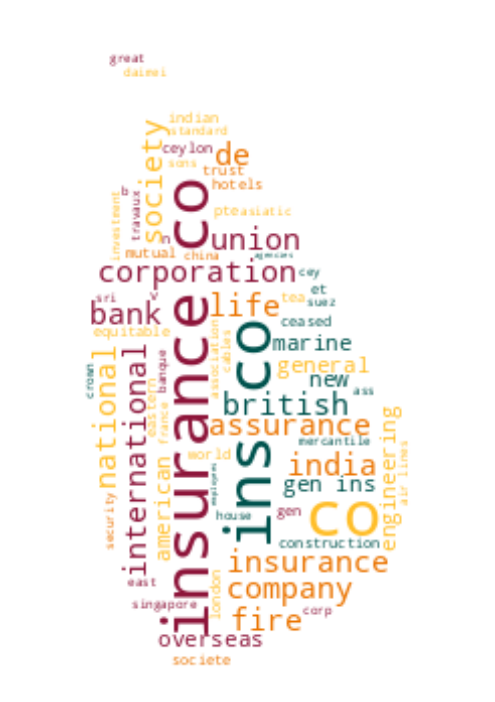 great
daimei
indian
standard
society
ceylon
de
sons
trust
hotels
b
travaux
investment
pte asiatic
co
n
union
mutual
china
agencies
corporation
cey
et
sri
v
life
tea
suez
bank
ceased
equitable
association
cables
marine
crown
national
international
eastern
banque
insurance
ins co
general
new
ass
france
british
assurance
engineering
mercantile
air lines
world
india
american
employees
gen ins
security
house
gen
co
construction
insurance
east
london
company
singapore
corp
fire
overseas
societe